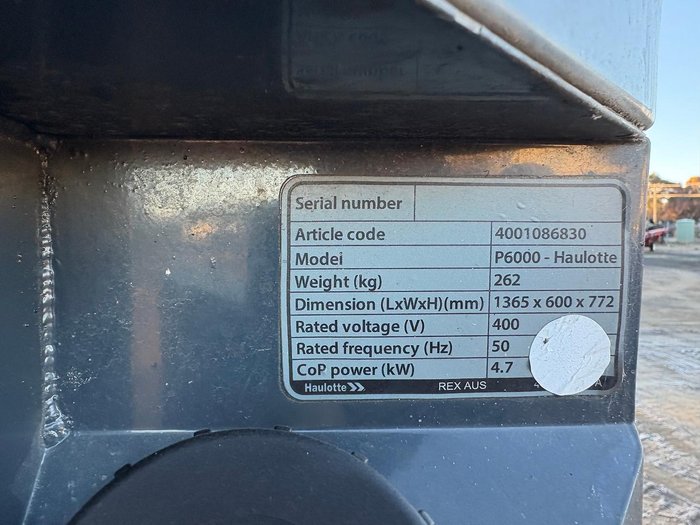 Serial number
Article code 4001086830
Model P6000 - Haulotte
Weight (kg) 262
Dimension (LxWxH)(mm) 1365 x 600 x 772
Rated voltage (V) 400
Rated frequency (Hz) 50
CoP power (kW) 4.7
Haulotte REX AUS